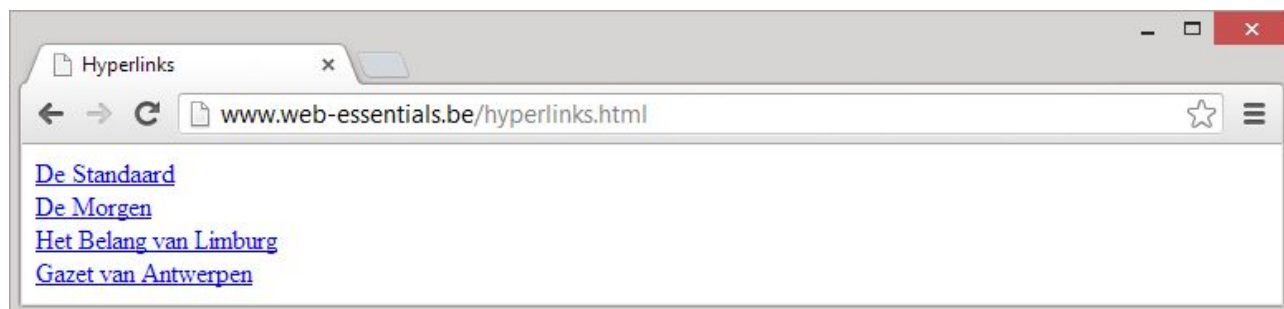 Hyperlinks
www.web-essentials.be/hyperlinks.html
De Standaard
De Morgen
Het Belang van Limburg
Gazet van Antwerpen